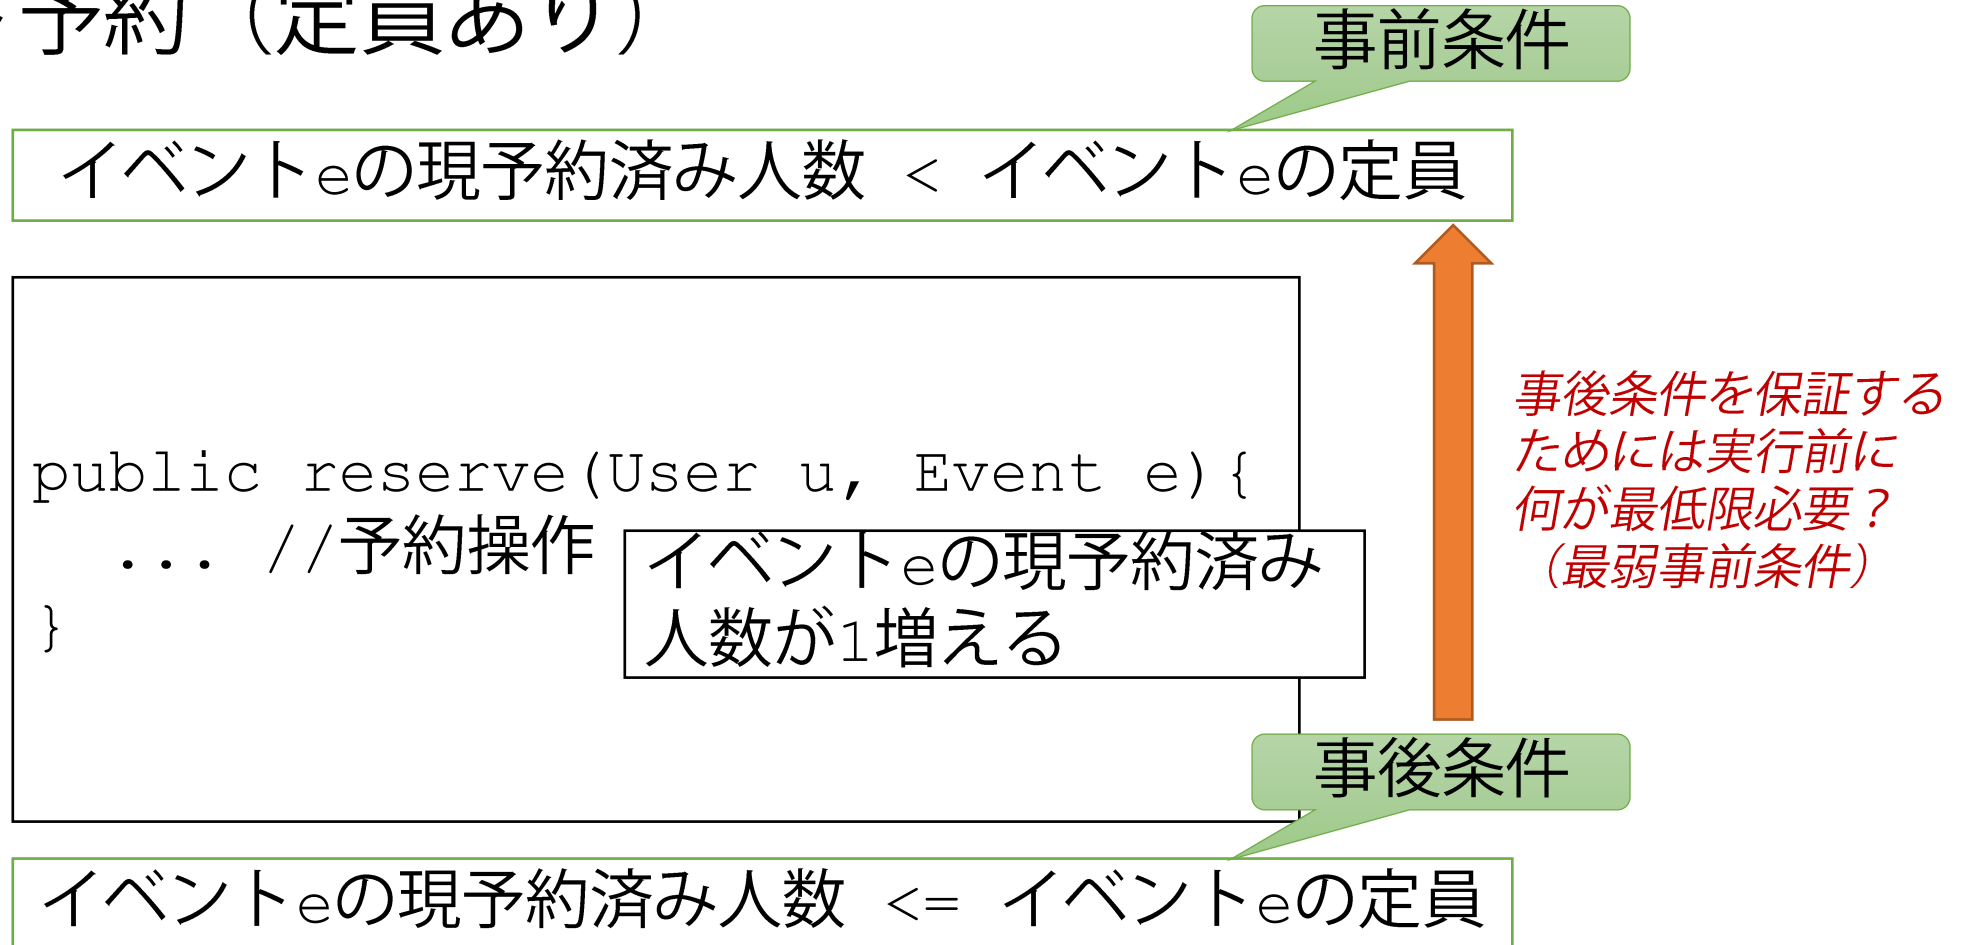 予約（定員あり）
事前条件
イベントeの現予約済み人数 < イベントeの定員
public reserve(User u, Event e){
... //予約操作
}
イベントeの現予約済み
人数が1増える
事後条件を保証する
ためには実行前に
何が最低限必要？
（最弱事前条件）
事後条件
イベントeの現予約済み人数 <= イベントeの定員